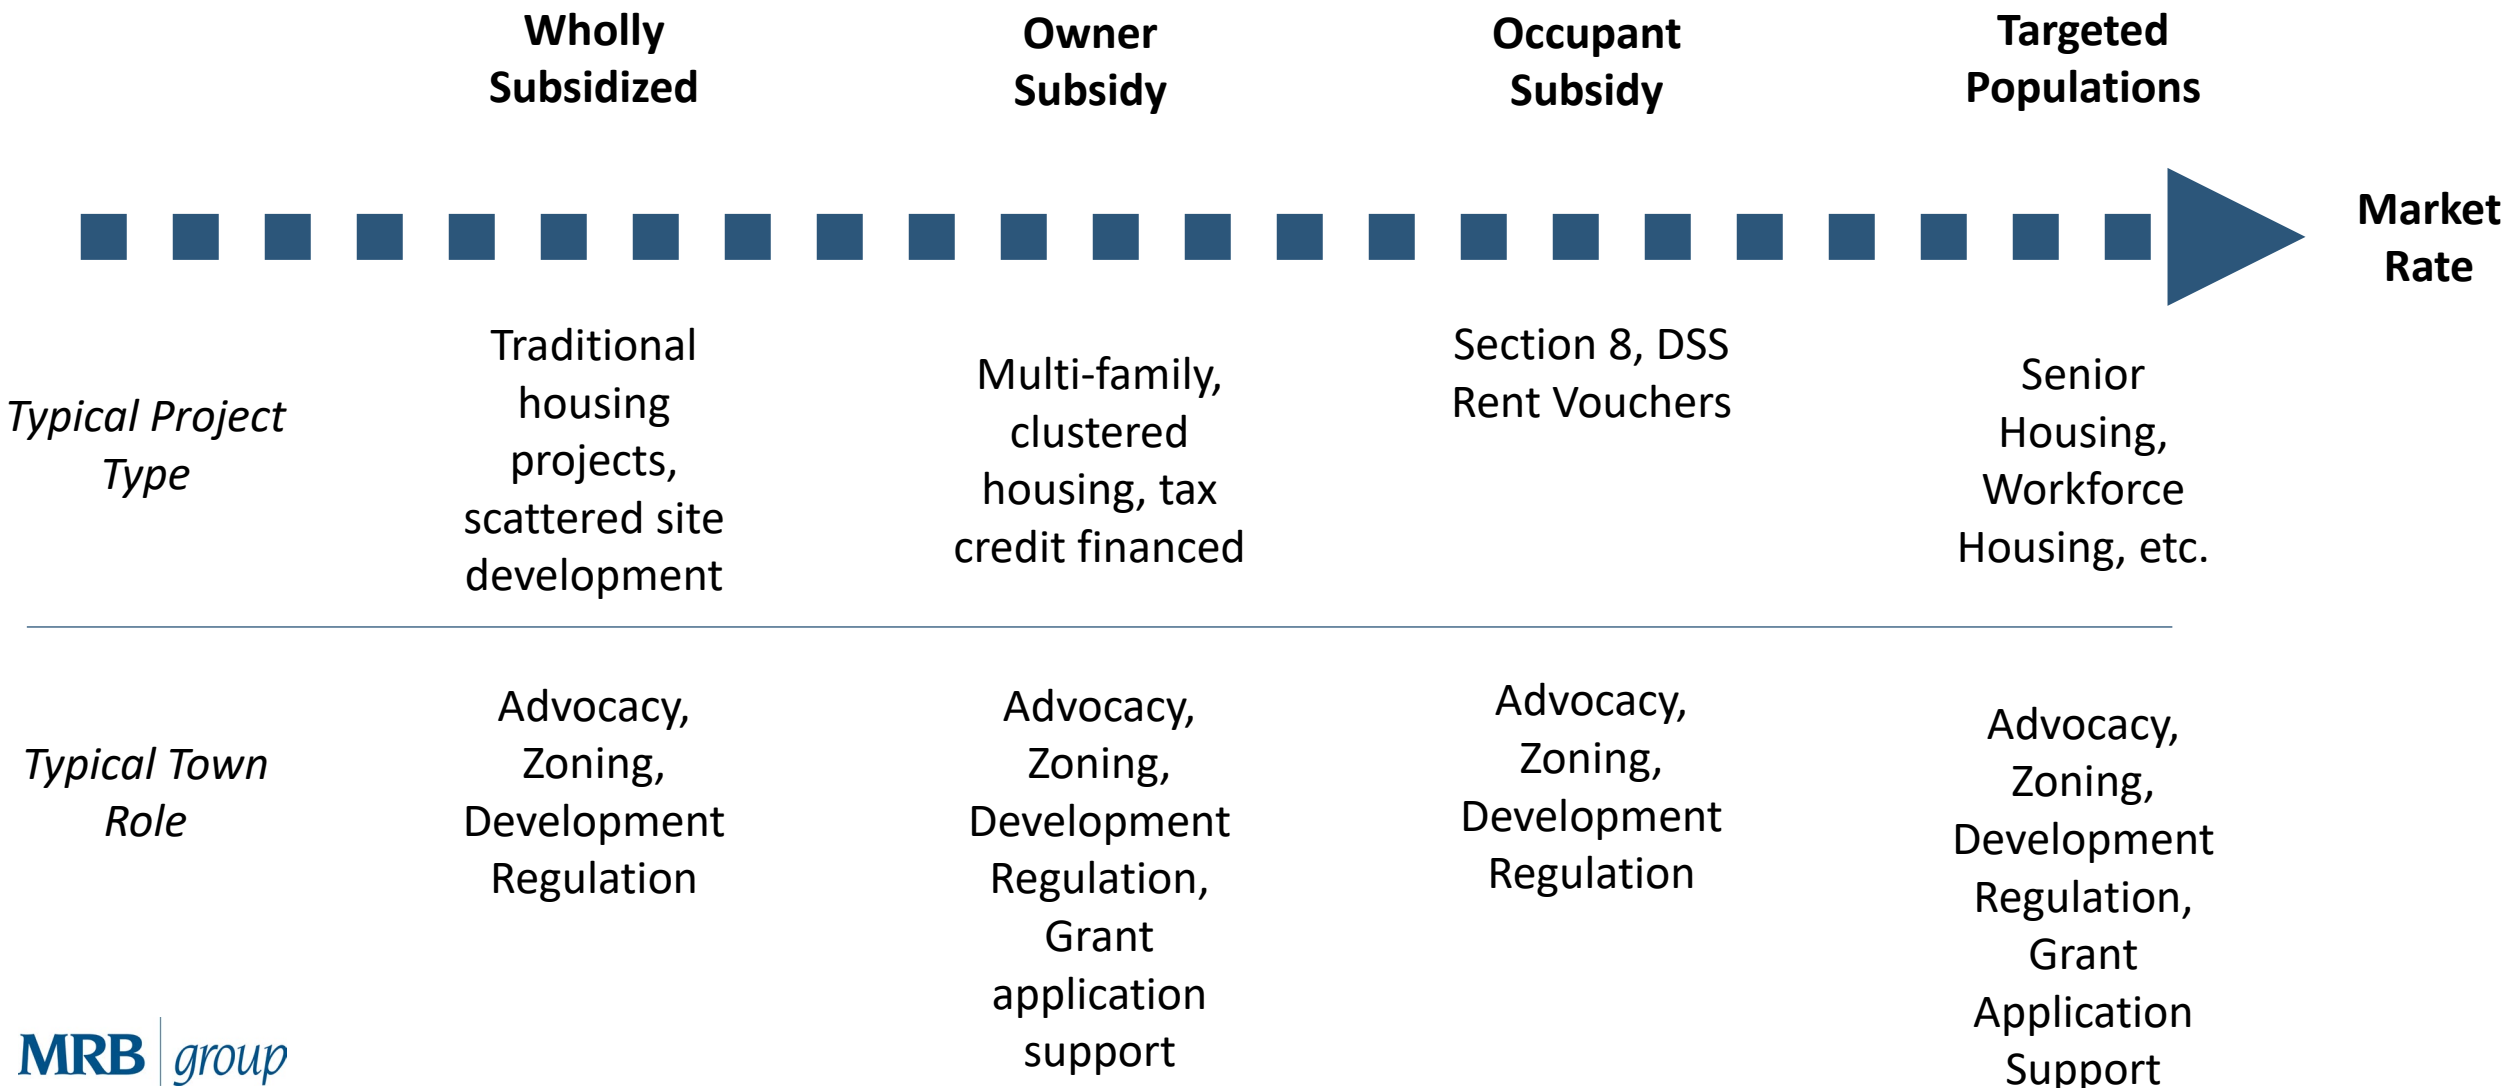 Wholly
Subsidized
Owner
Subsidy
Occupant
Subsidy
Targeted
Populations
Market
Rate
Typical Project
Type
Traditional
housing
projects,
scattered site
development
Multi-family,
clustered
housing, tax
credit financed
Section 8, DSS
Rent Vouchers
Senior
Housing,
Workforce
Housing, etc.
Typical Town
Role
Advocacy,
Zoning,
Development
Regulation
Advocacy,
Zoning,
Development
Regulation,
Grant
application
support
Advocacy,
Zoning,
Development
Regulation
Advocacy,
Zoning,
Development
Regulation,
Grant
Application
Support
MRB group